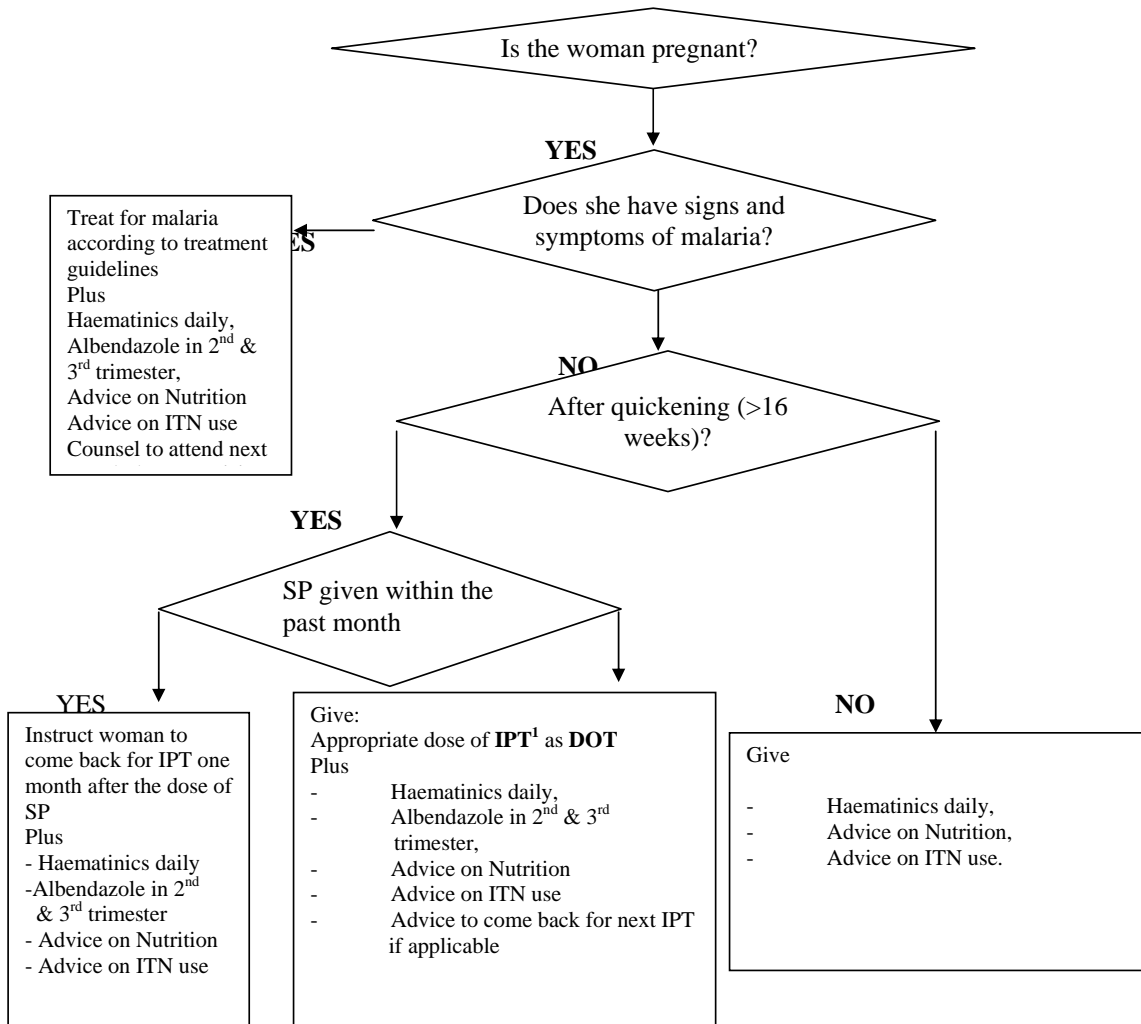 Is the woman pregnant?
YES
Does she have signs and
symptoms of malaria?
ES
Treat for malaria
according to treatment
guidelines
Plus
Haematinics daily,
Albendazole in 2nd &
3rd trimester,
Advice on Nutrition
Advice on ITN use
Counsel to attend next
NO
After quickening (>16
weeks)?
YES
SP given within the
past month
YES
Instruct woman to
come back for IPT one
month after the dose of
SP
Plus
- Haematinics daily
-Albendazole in 2nd
& 3rd trimester
- Advice on Nutrition
- Advice on ITN use
Give:
Appropriate dose of IPT1 as DOT
Plus
- Haematinics daily,
- Albendazole in 2nd & 3rd
trimester,
- Advice on Nutrition
- Advice on ITN use
- Advice to come back for next IPT
if applicable
NO
Give
- Haematinics daily,
- Advice on Nutrition,
- Advice on ITN use.